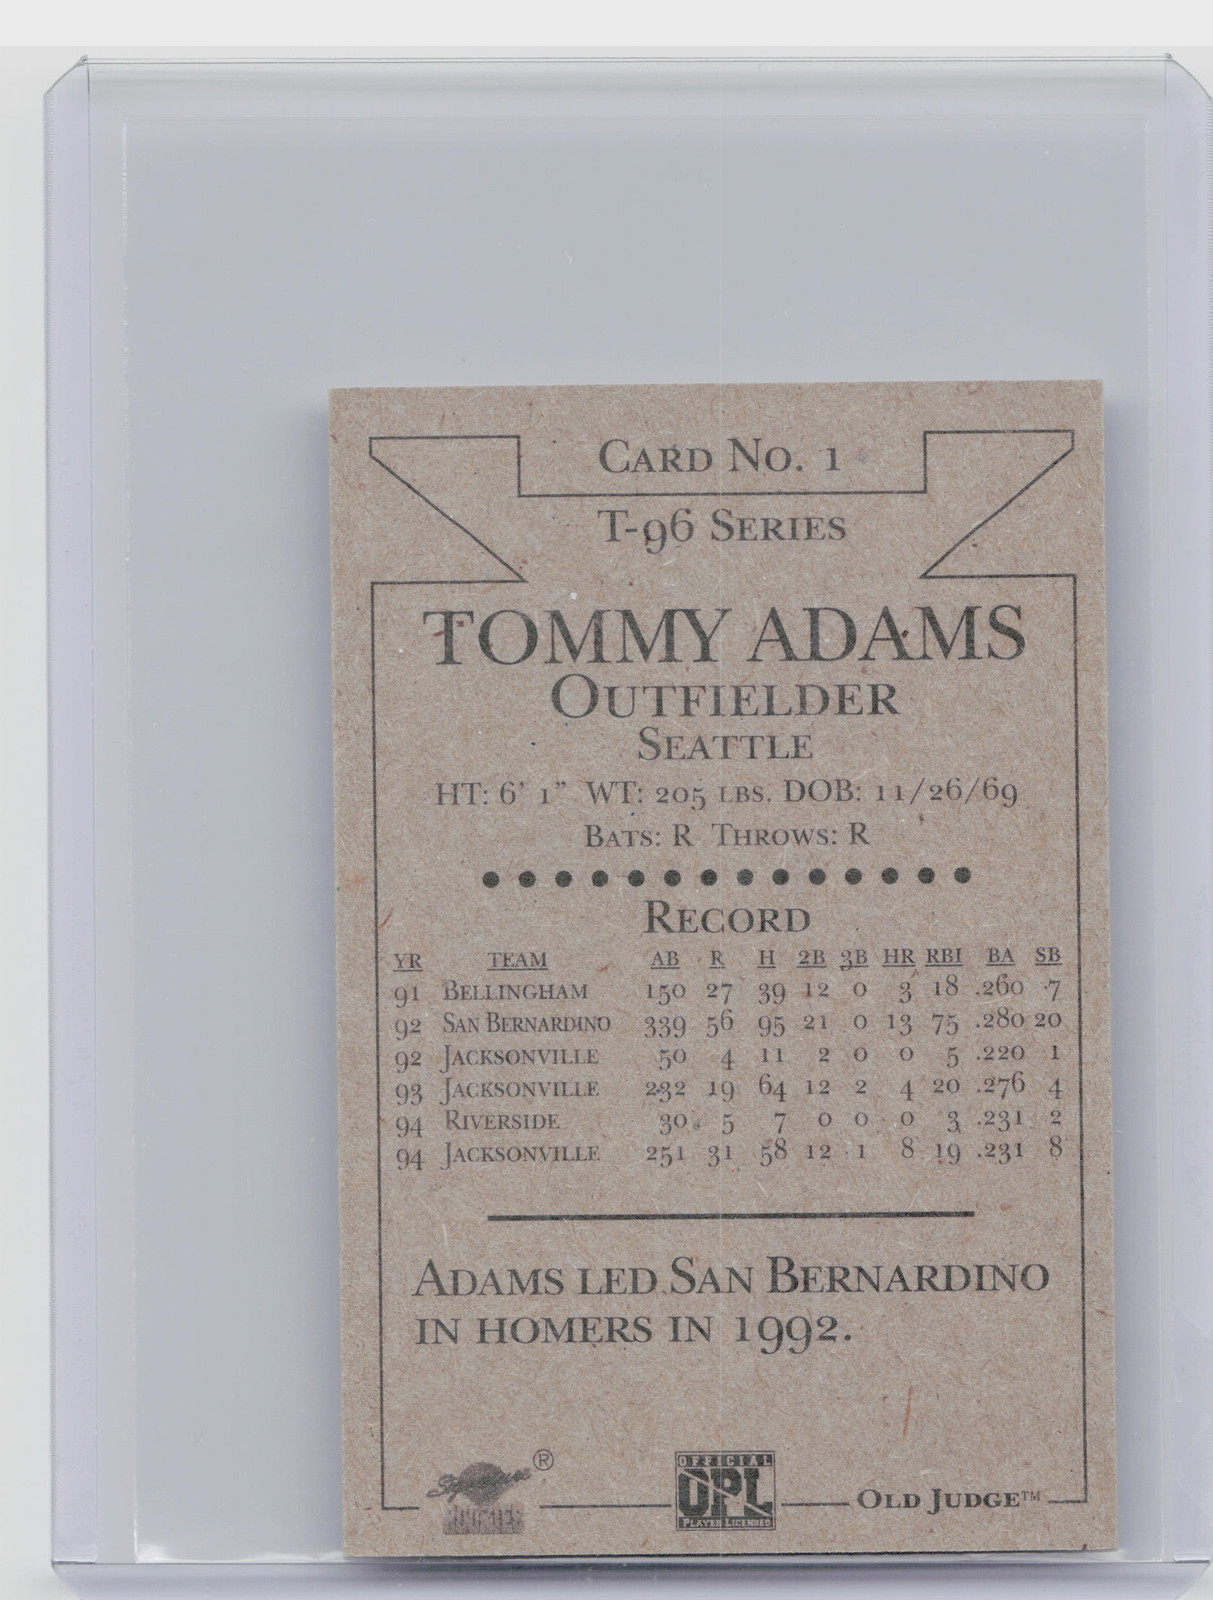 CARD NO. 1
T-96 SERIES
TOMMY ADAMS
OUTFIELDER
SEATTLE
HT: 6' 1" WT: 205 LBS. DOB: 11/26/69
BATS: R THROWS: R
RECORD
YR TEAM AB R H 2B 3B HR RBI BA SB
91 BELLINGHAM 150 27 39 12 0 3 18 .260 7
92 SAN BERNARDINO 339 56 95 21 0 13 75 .280 20
92 JACKSONVILLE 50 4 11 2 0 0 5 .220 1
93 JACKSONVILLE 232 19 64 12 2 4 20 .276 4
94 RIVERSIDE 30 5 7 0 0 0 3 .231 2
94 JACKSONVILLE 251 31 58 12 1 8 19 .231 8
ADAMS LED SAN BERNARDINO
IN HOMERS IN 1992.
Signature ROOKIES ®
OFFICIAL
OPL
PLAYER LICENSED
OLD JUDGE™